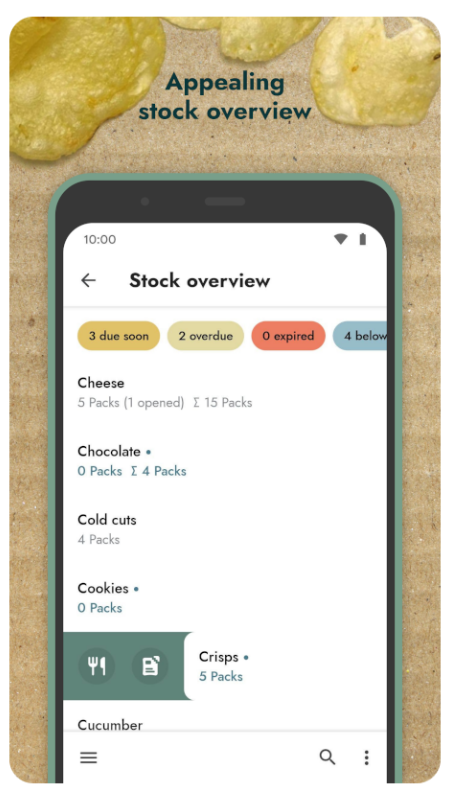 Appealing
stock overview
10:00
Stock overview
3 due soon
2 overdue
0 expired
4 below
Cheese
5 Packs (1 opened) Σ 15 Packs
Chocolate •
0 Packs Σ 4 Packs
Cold cuts
4 Packs
Cookies •
0 Packs
Crisps •
5 Packs
Cucumber